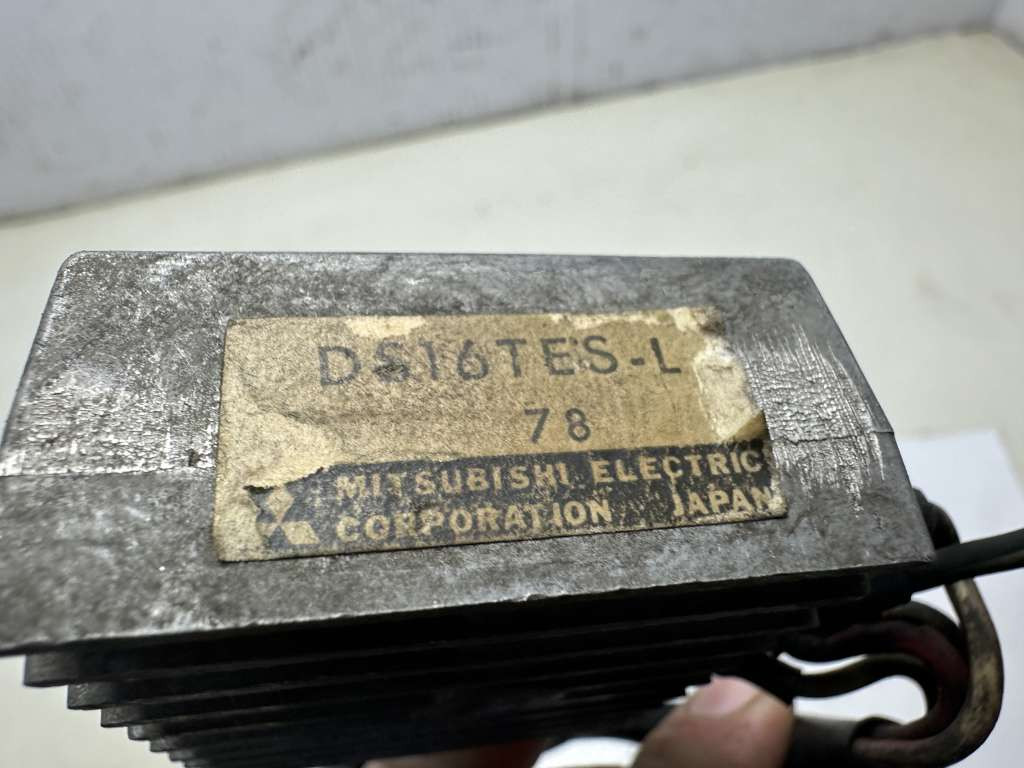 DS16TES-L
78
MITSUBISHI ELECTRIC
CORPORATION JAPAN